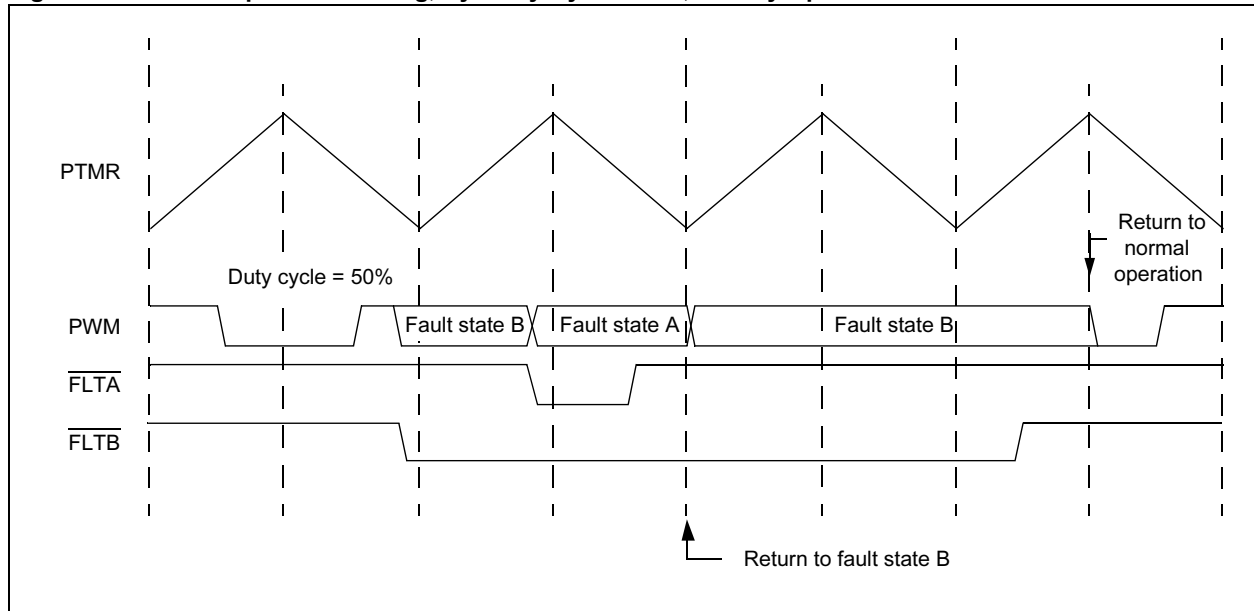 PTMR
Return to
normal
operation
Duty cycle = 50%
PWM
Fault state B
Fault state A
Fault state B
FLTA
FLTB
Return to fault state B